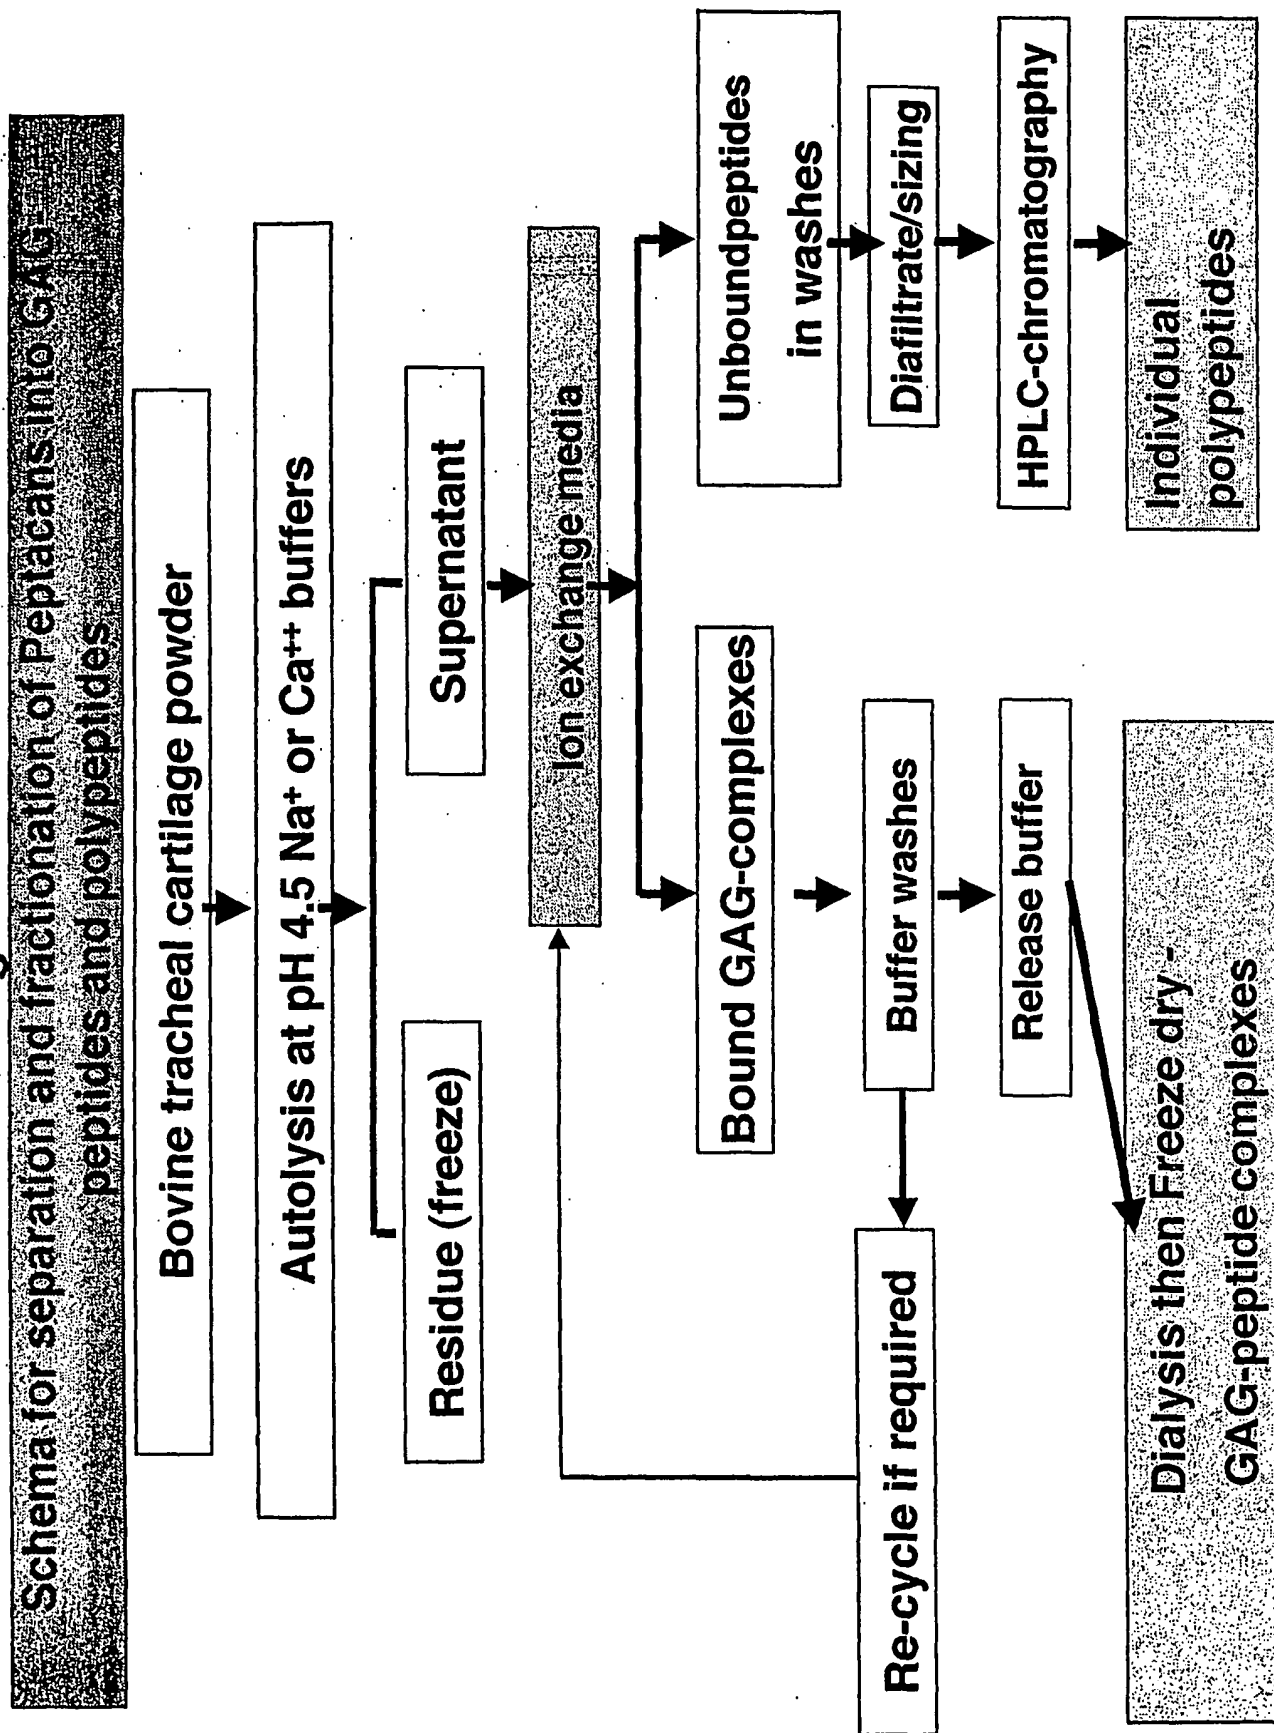 Schema for separation and fractionation of Peptacans into GAG-
peptides and polypeptides
Bovine tracheal cartilage powder
Autolysis at pH 4.5 Na⁺ or Ca⁺⁺ buffers
Residue (freeze)
Supernatant
Ion exchange media
Bound GAG-complexes
Unboundpeptides
in washes
Buffer washes
Diafiltrate/sizing
Re-cycle if required
Release buffer
HPLC-chromatography
Dialysis then Freeze dry -
GAG-peptide complexes
Individual
polypeptides